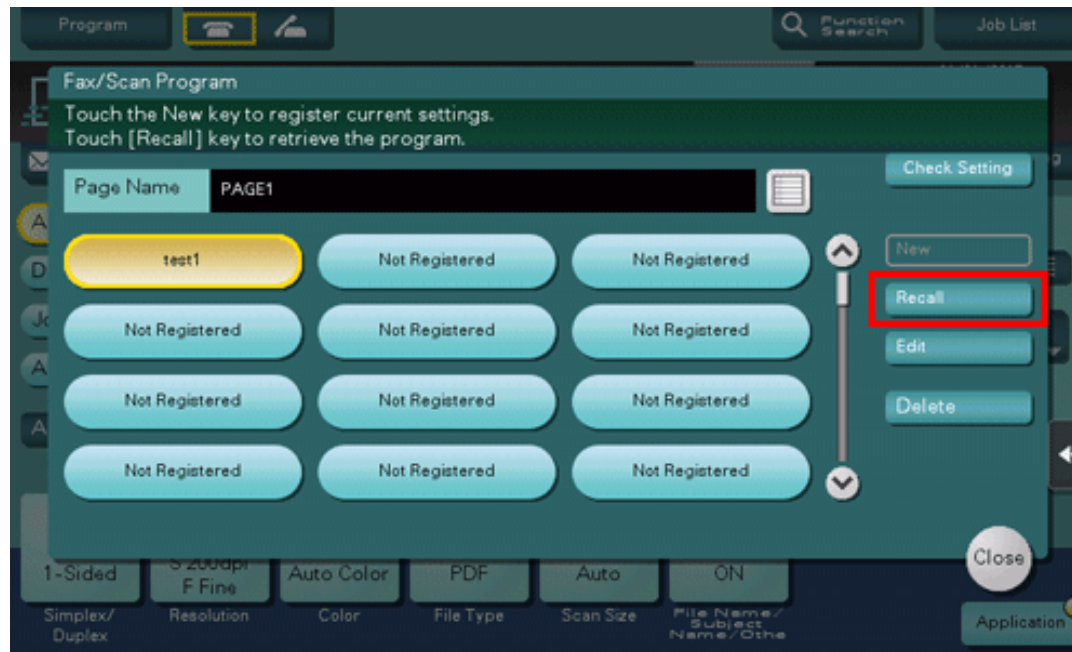 Program
Function
Search
Job List
Fax/Scan Program
Touch the New key to register current settings.
Touch [Recall] key to retrieve the program.
Page Name
PAGE1
Check Setting
test1
Not Registered
Not Registered
New
Recall
Not Registered
Not Registered
Not Registered
Edit
Not Registered
Not Registered
Not Registered
Delete
Not Registered
Not Registered
Not Registered
Close
1-Sided
S 200dpi
F Fine
Auto Color
PDF
Auto
ON
Simplex/
Duplex
Resolution
Color
File Type
Scan Size
File Name/
Subject
Name/Othe
Application